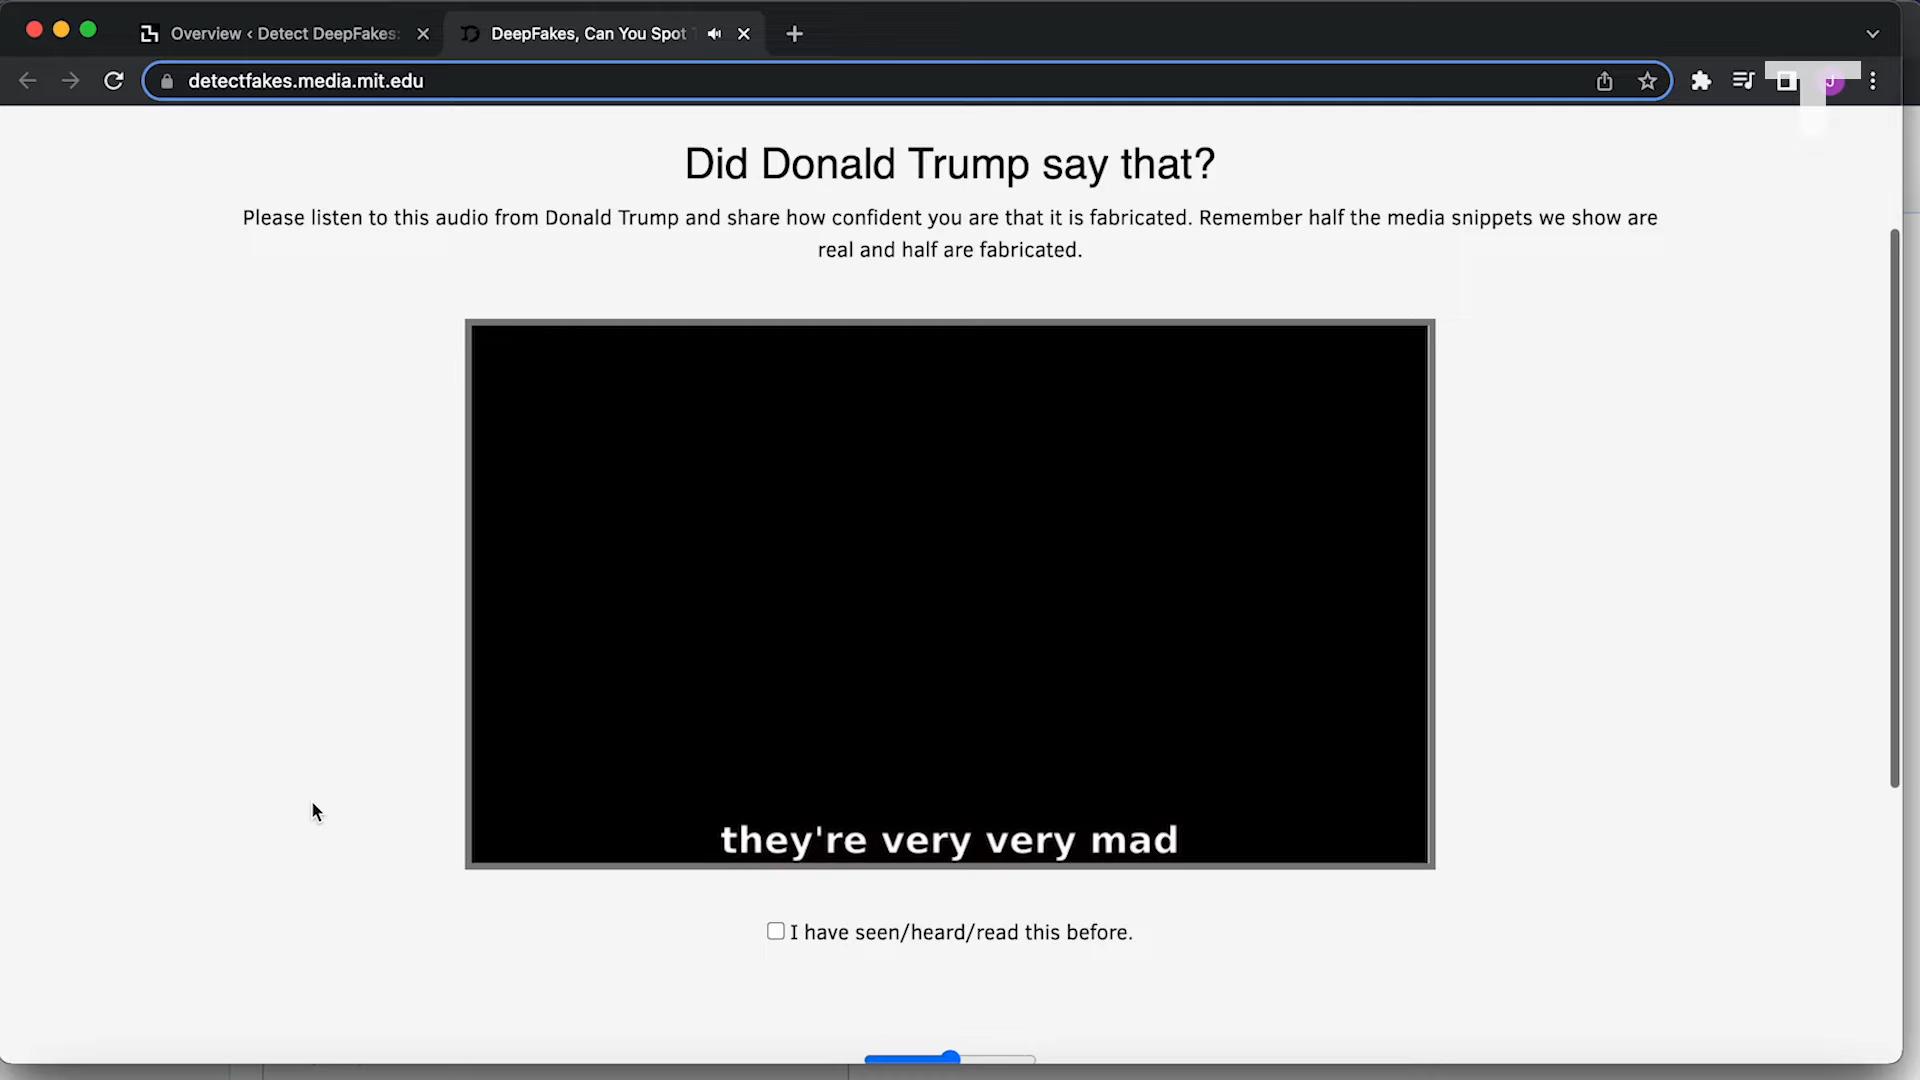 Overview ‹ Detect DeepFakes:
DeepFakes, Can You Spot
detectfakes.media.mit.edu
J
Did Donald Trump say that?
Please listen to this audio from Donald Trump and share how confident you are that it is fabricated. Remember half the media snippets we show are
real and half are fabricated.
they're very very mad
I have seen/heard/read this before.